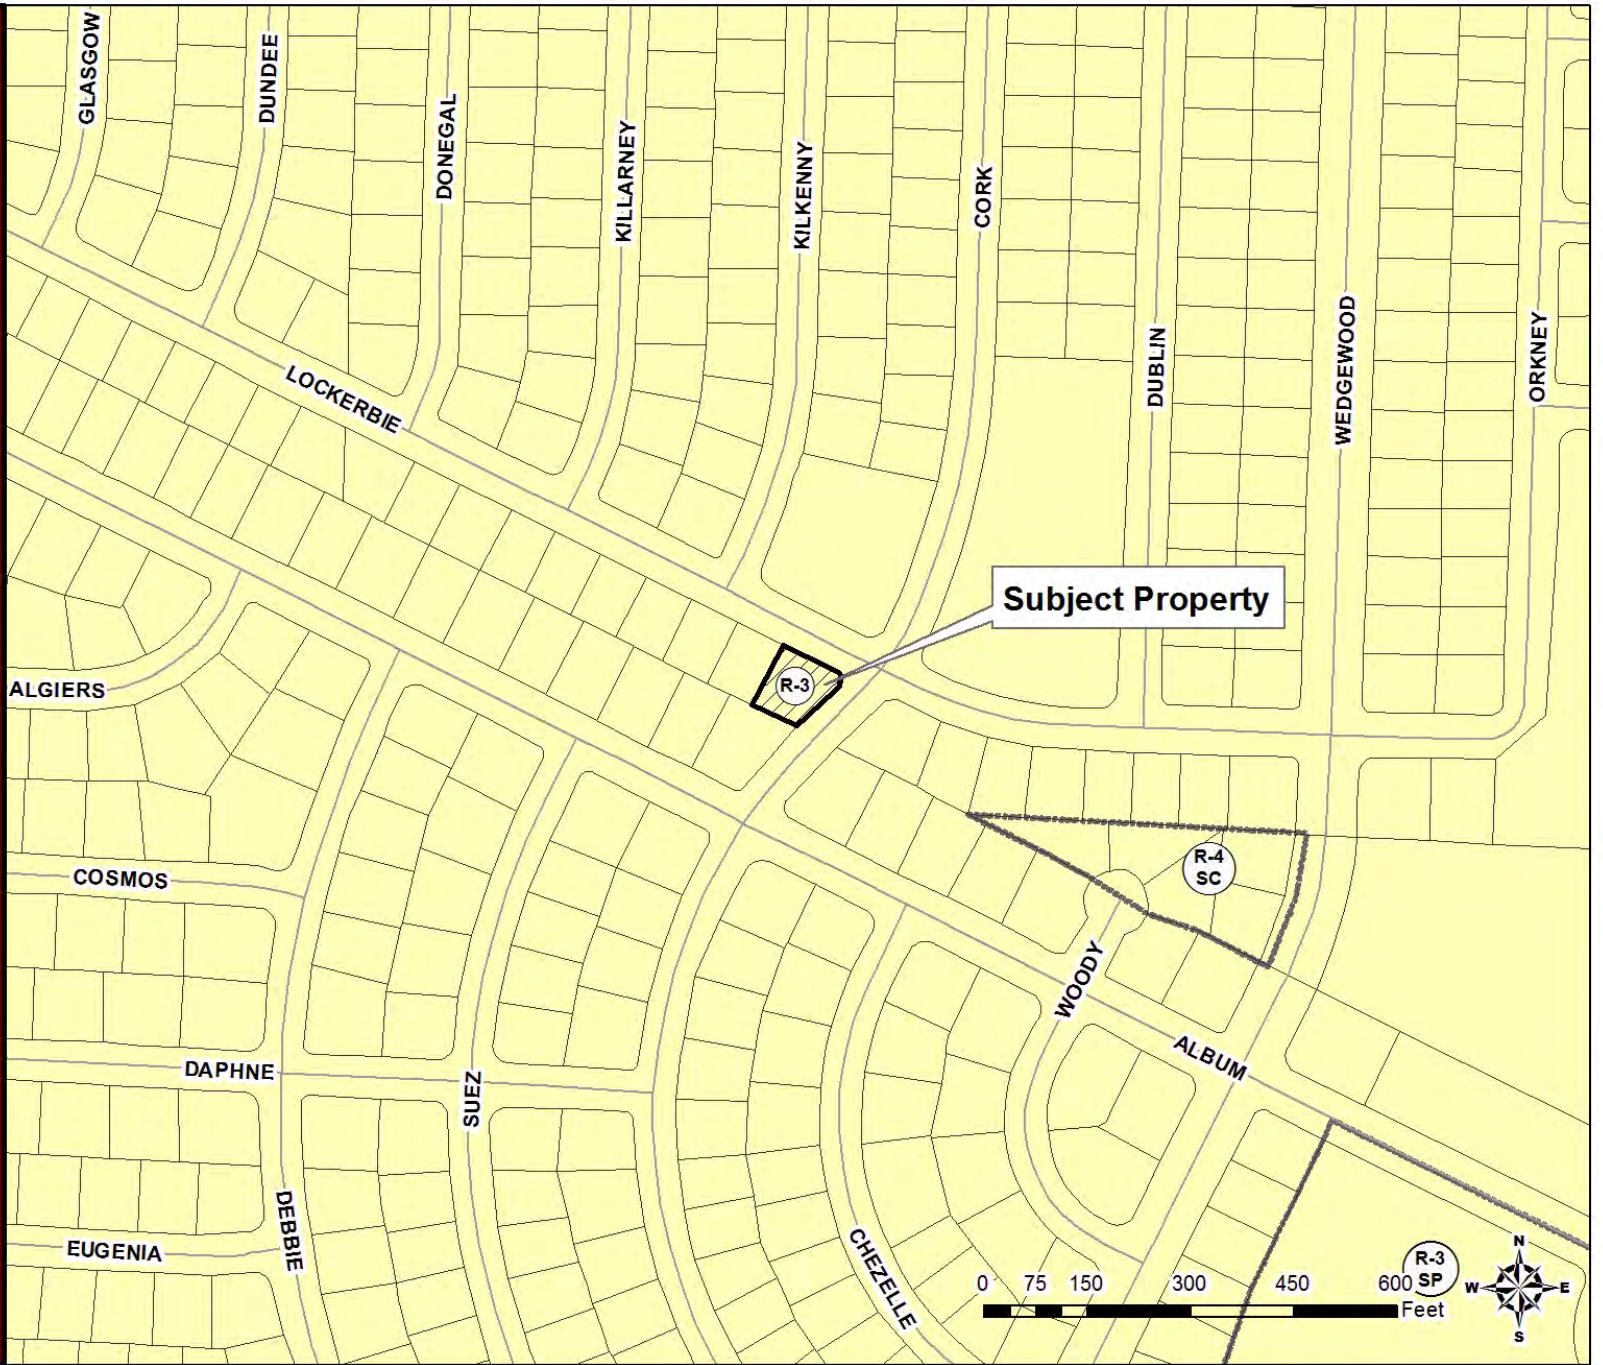 GLASGOW
DUNDEE
DONEGAL
KILLARNEY
KILKENNY
CORK
DUBLIN
WEDGEWOOD
ORKNEY
LOCKERBIE
Subject Property
R-3
ALGIERS
R-4
SC
COSMOS
WOODY
ALBUM
DAPHNE
SUEZ
DEBBIE
EUGENIA
CHEZELLE
R-3
SP
0 75 150 300 450 600
Feet
N
W E
S